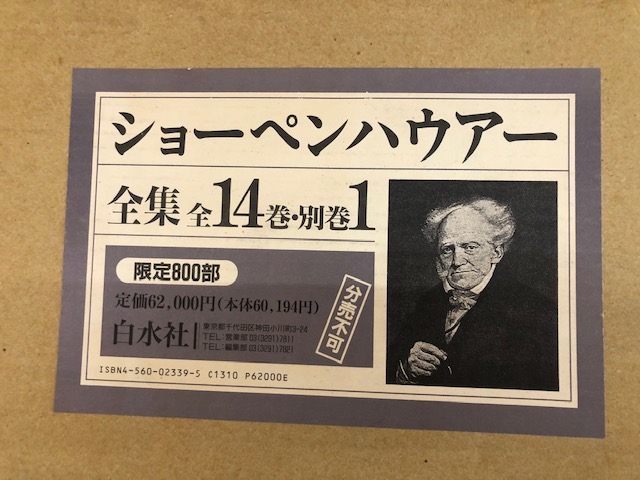 ショーペンハウアー
全集 全14巻・別巻1
限定800部
定価62,000円(本体60,194円)
分売不可
白水社
東京都千代田区神田小川町3-24
TEL:営業部 03(3291)7811
TEL:編集部 03(3291)7821
ISBN4-560-02339-5 C1310 P62000E